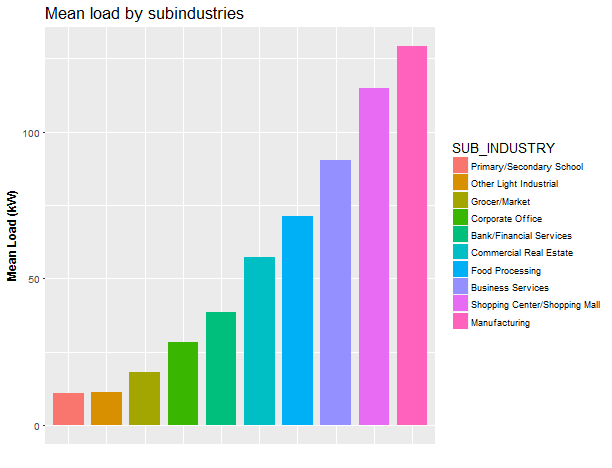 Mean load by subindustries
Mean Load (kW)
100
50
0
SUB_INDUSTRY
Primary/Secondary School
Other Light Industrial
Grocer/Market
Corporate Office
Bank/Financial Services
Commercial Real Estate
Food Processing
Business Services
Shopping Center/Shopping Mall
Manufacturing